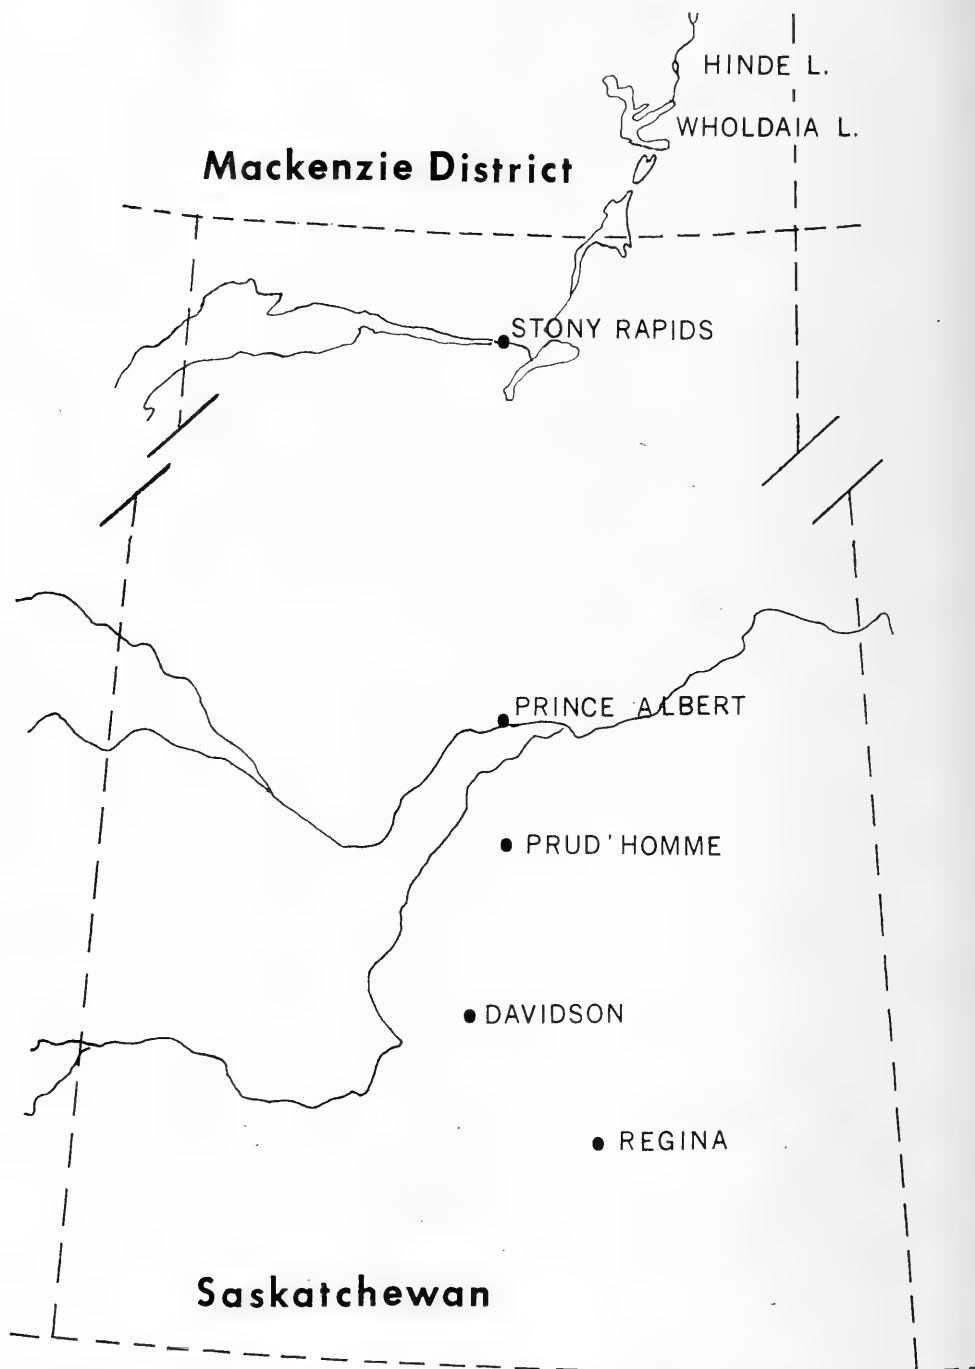 HINDE L.
WHOLDAIA L.
Mackenzie District
STONY RAPIDS
PRINCE ALBERT
PRUD'HOMME
DAVIDSON
REGINA
Saskatchewan